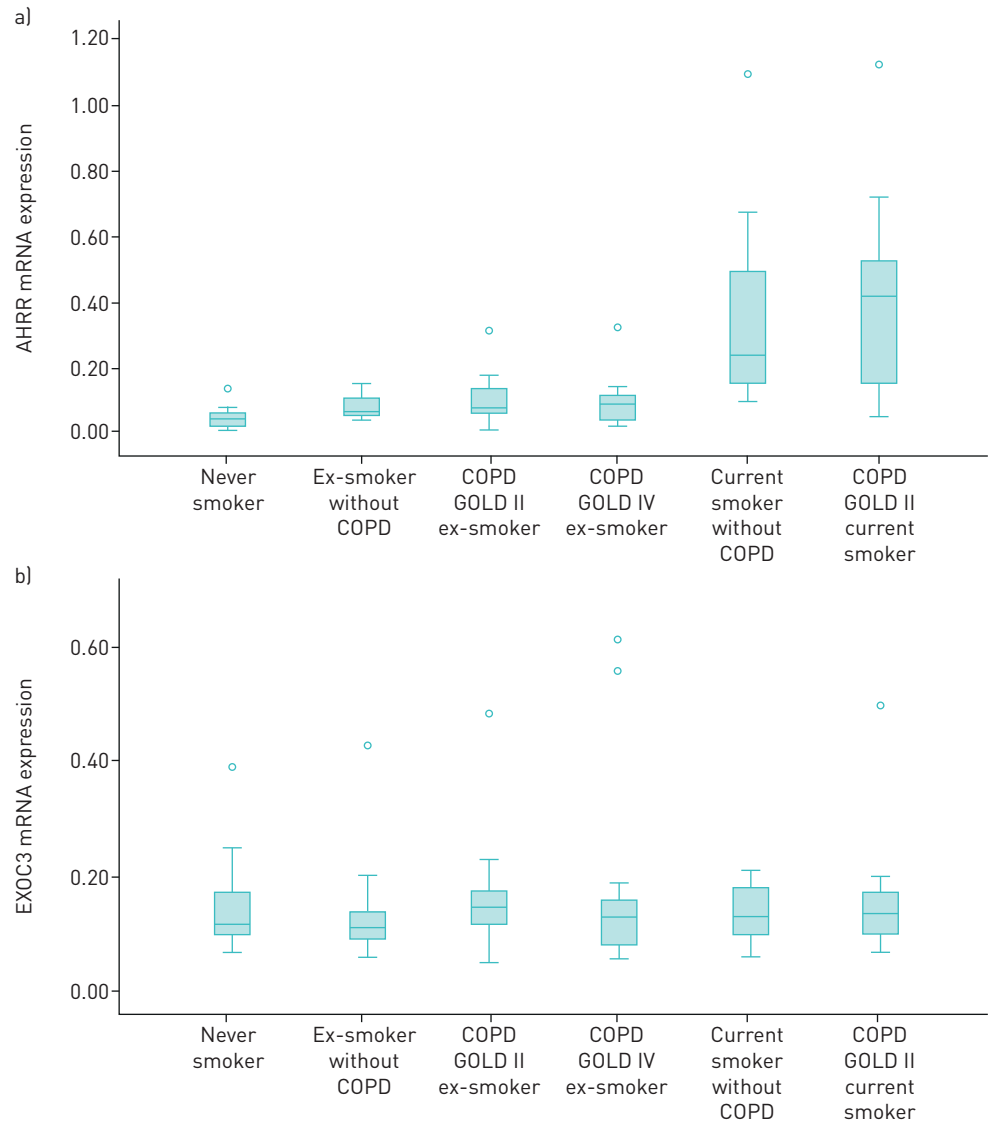 a)
1.20
1.00
0.80
0.60
0.40
0.20
0.00
AHRR mRNA expression
Never
smoker
Ex-smoker
without
COPD
COPD
GOLD II
ex-smoker
COPD
GOLD IV
ex-smoker
Current
smoker
without
COPD
COPD
GOLD II
current
smoker
b)
0.60
0.40
0.20
0.00
EXOC3 mRNA expression
Never
smoker
Ex-smoker
without
COPD
COPD
GOLD II
ex-smoker
COPD
GOLD IV
ex-smoker
Current
smoker
without
COPD
COPD
GOLD II
current
smoker